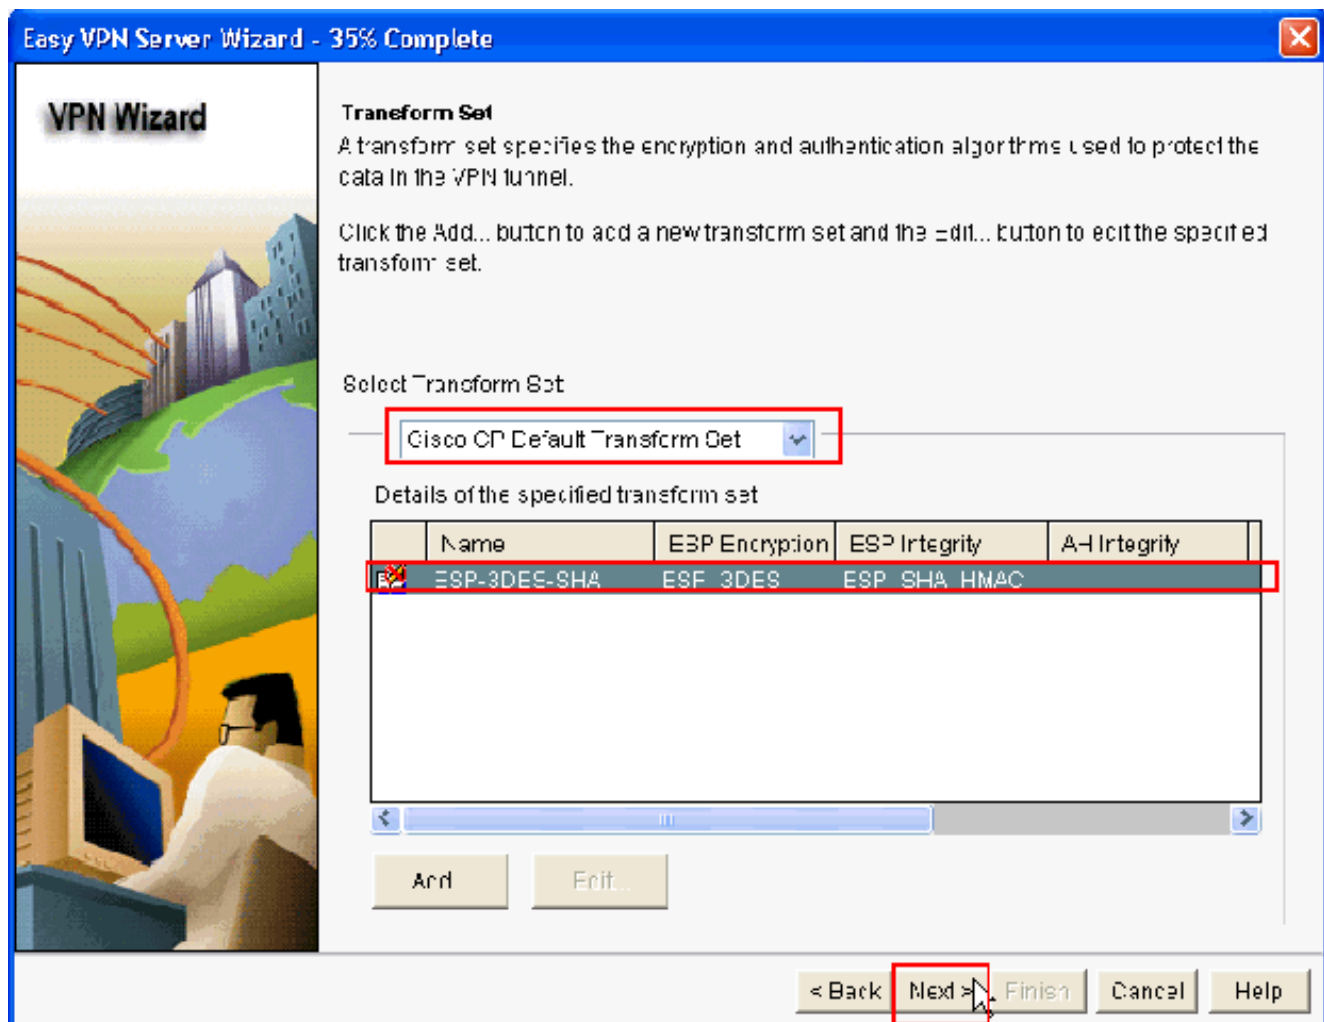 Easy VPN Server Wizard - 35% Complete
VPN Wizard
Transform Set
A transform set specifies the encryption and authentication algorithms used to protect the
data in the VPN tunnel.
Click the Add... button to add a new transform set and the Edit... button to edit the specified
transform set.
Select Transform Set
Cisco CP Default Transform Set
Details of the specified transform set
Name ESP Encryption ESP Integrity AH Integrity
ESP-3DES-SHA ESP_3DES ESP_SHA_HMAC
Add Edit...
< Back Next > Finish Cancel Help